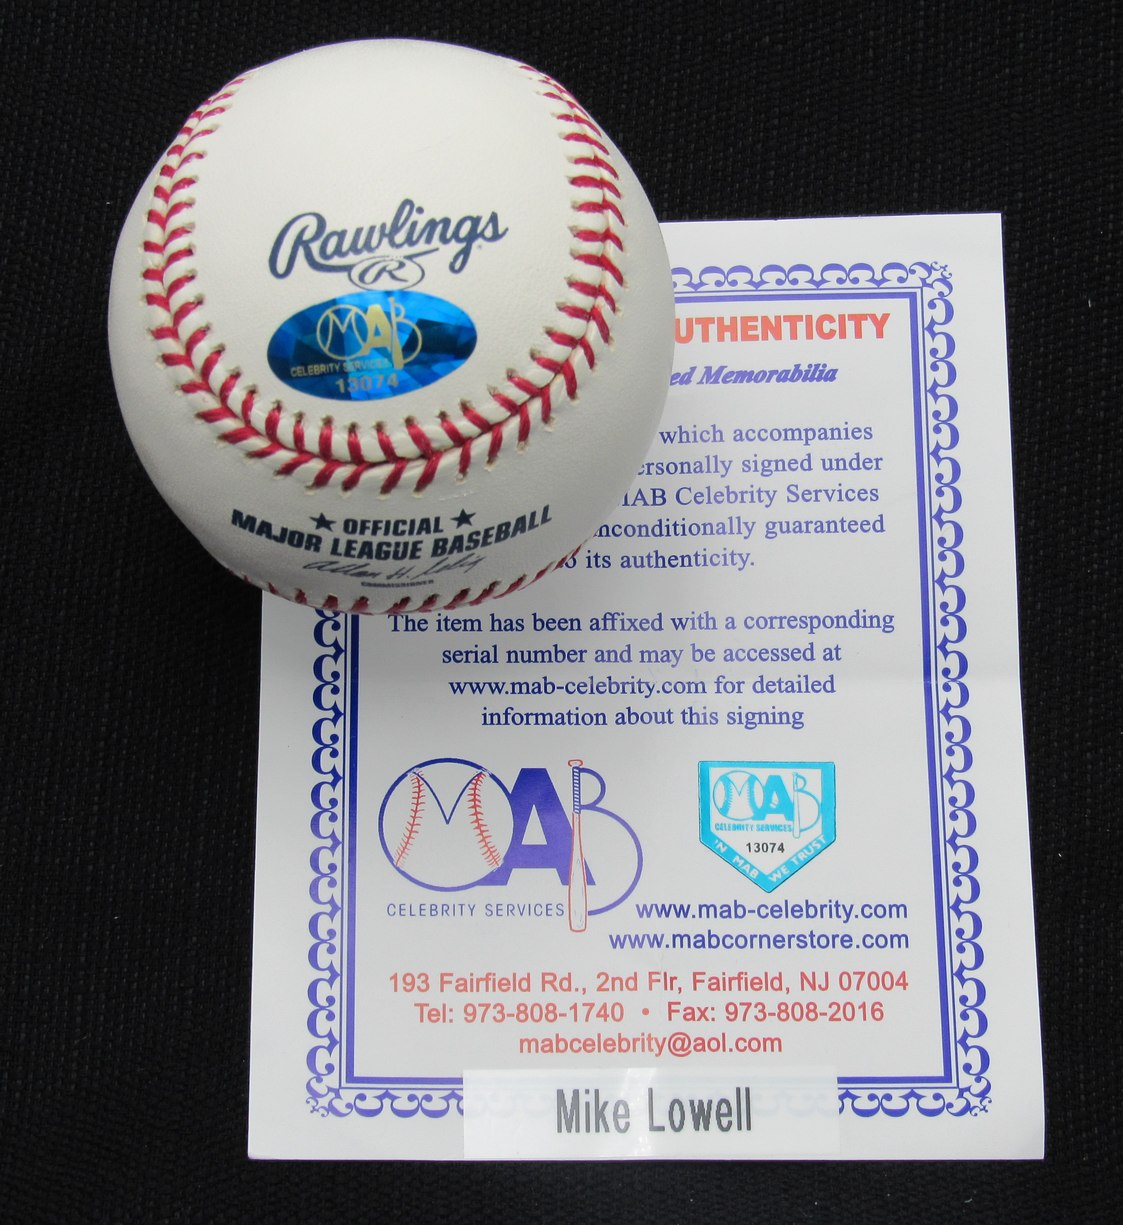 Rawlings
R
MAB
CELEBRITY SERVICES
13074
★ OFFICIAL ★
MAJOR LEAGUE BASEBALL
Allan H. Selig
COMMISSIONER
UTHENTICITY
ed Memorabilia
which accompanies
ersonally signed under
MAB Celebrity Services
nconditionally guaranteed
o its authenticity.
The item has been affixed with a corresponding
serial number and may be accessed at
www.mab-celebrity.com for detailed
information about this signing
MAB
CELEBRITY SERVICES
MAB
CELEBRITY SERVICES
13074
'N MAB WE TRUST
www.mab-celebrity.com
www.mabcornerstore.com
193 Fairfield Rd., 2nd Flr, Fairfield, NJ 07004
Tel: 973-808-1740 • Fax: 973-808-2016
mabcelebrity@aol.com
Mike Lowell